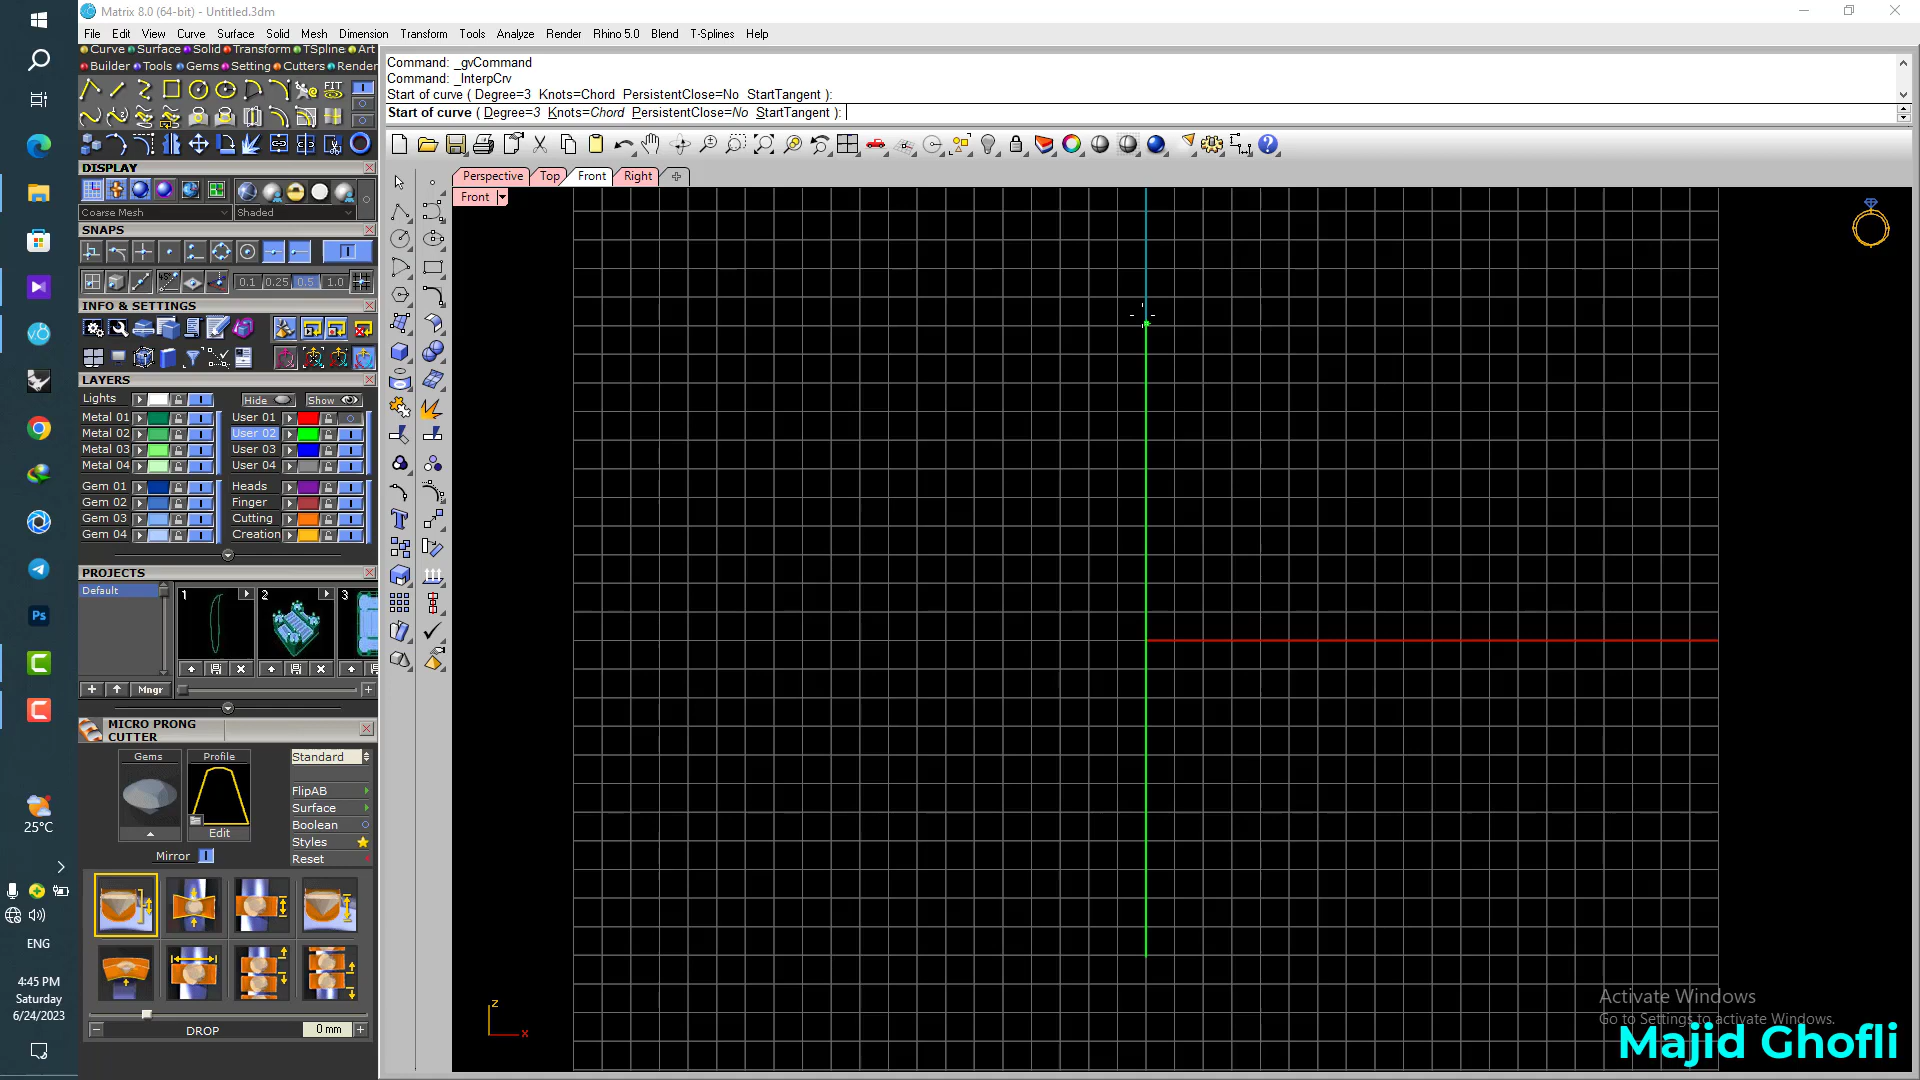 Matrix 8.0 (64-bit) - Untitled.3dm
File Edit View Curve Surface Solid Mesh Dimension Transform Tools Analyze Render Rhino 5.0 Blend T-Splines Help
Curve Surface Solid Transform TSpline Art
Builder Tools Gems Setting Cutters Render
FIT
Command: _gvCommand
Command: _InterpCrv
Start of curve ( Degree=3 Knots=Chord PersistentClose=No StartTangent ):
Start of curve ( Degree=3 Knots=Chord PersistentClose=No StartTangent ):
DISPLAY
Coarse Mesh Shaded
SNAPS
0.1 0.25 0.5 1.0
INFO & SETTINGS
LAYERS
Lights Hide Show
Metal 01 User 01
Metal 02 User 02
Metal 03 User 03
Metal 04 User 04
Gem 01 Heads
Gem 02 Finger
Gem 03 Cutting
Gem 04 Creation
PROJECTS
Default
1 2 3
Mngr
MICRO PRONG
CUTTER
Gems Profile Standard
FlipAB
Surface
Boolean
Edit
Styles
Mirror
Reset
DROP 0 mm
Perspective Top Front Right
Front
z
x
Ps
25°C
ENG
4:45 PM
Saturday
6/24/2023
Activate Windows
Go to Settings to activate Windows.
Majid Ghofli